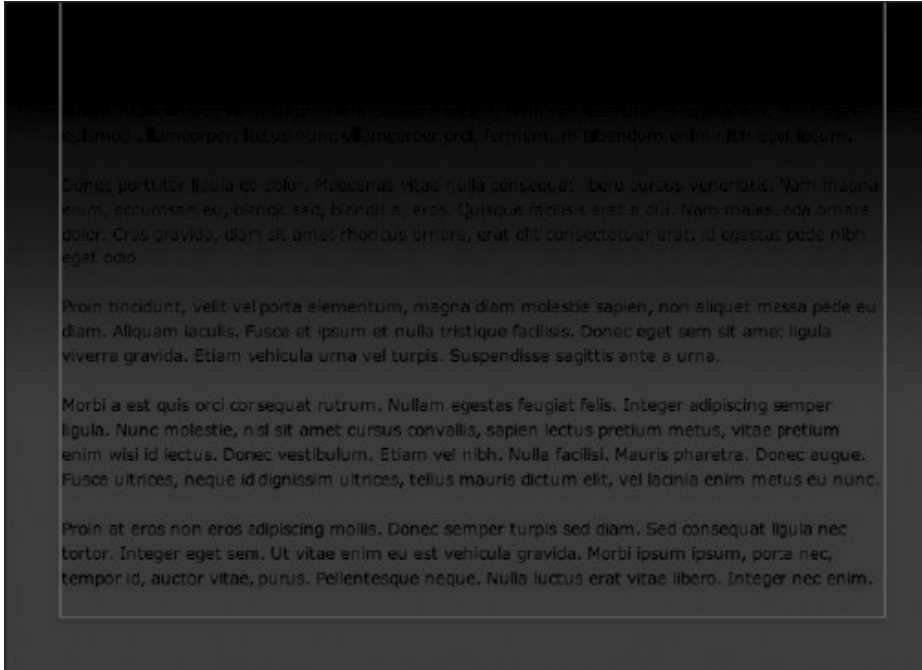 euismod ullamcorper, lectus nunc ullamcorper orci, fermentum bibendum enim nibh eget ipsum.
Donec porttitor ligula eu dolor. Maecenas vitae nulla consequat libero cursus venenatis. Nam magna
enim, accumsan eu, blandit sed, blandit a, eros. Quisque facilisis erat a dui. Nam malesuada ornare
dolor. Cras gravida, diam sit amet rhoncus ornare, erat elit consectetuer erat, id egestas pede nibh
eget odio.
Proin tincidunt, velit vel porta elementum, magna diam molestie sapien, non aliquet massa pede eu
diam. Aliquam iaculis. Fusce et ipsum et nulla tristique facilisis. Donec eget sem sit amet ligula
viverra gravida. Etiam vehicula urna vel turpis. Suspendisse sagittis ante a urna.
Morbi a est quis orci consequat rutrum. Nullam egestas feugiat felis. Integer adipiscing semper
ligula. Nunc molestie, nisl sit amet cursus convallis, sapien lectus pretium metus, vitae pretium
enim wisi id lectus. Donec vestibulum. Etiam vel nibh. Nulla facilisi. Mauris pharetra. Donec augue.
Fusce ultrices, neque id dignissim ultrices, tellus mauris dictum elit, vel lacinia enim metus eu nunc.
Proin at eros non eros adipiscing mollis. Donec semper turpis sed diam. Sed consequat ligula nec
tortor. Integer eget sem. Ut vitae enim eu est vehicula gravida. Morbi ipsum ipsum, porta nec,
tempor id, auctor vitae, purus. Pellentesque neque. Nulla luctus erat vitae libero. Integer nec enim.